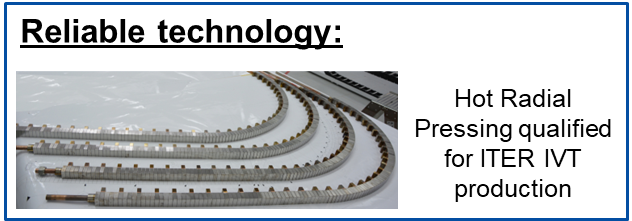 Reliable technology:
Hot Radial
Pressing qualified
for ITER IVT
production